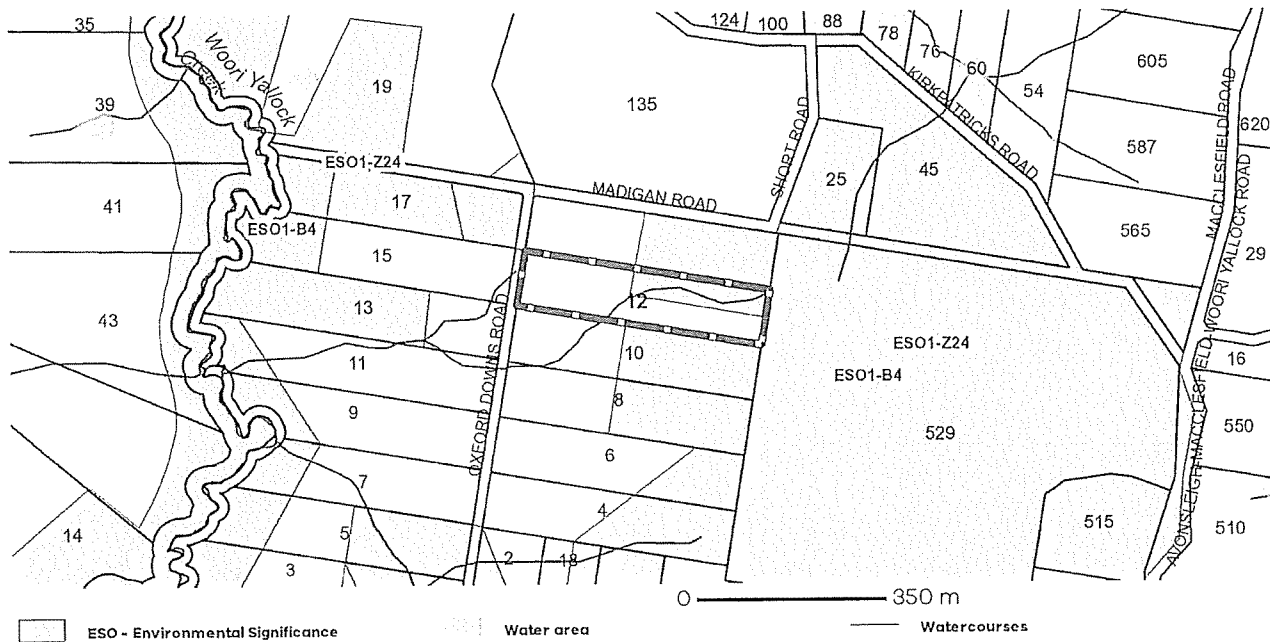 35
124
100
88
78
76
60
54
605
Woori Yallock
Creek
19
135
KIRKPATRICKS ROAD
MACCLESFIELD ROAD
39
620
587
ESO1-Z24
SHORT ROAD
25
45
41
17
MADIGAN ROAD
565
29
ESO1-B4
15
AVONSLEIGH-MACCLESFIELD-WOORI YALLOCK ROAD
13
12
43
OXFORD DOWNS ROAD
10
ESO1-Z24
16
11
ESO1-B4
8
9
529
550
6
7
4
515
510
14
5
2
18
3
0 350 m
ESO - Environmental Significance
Water area
Watercourses